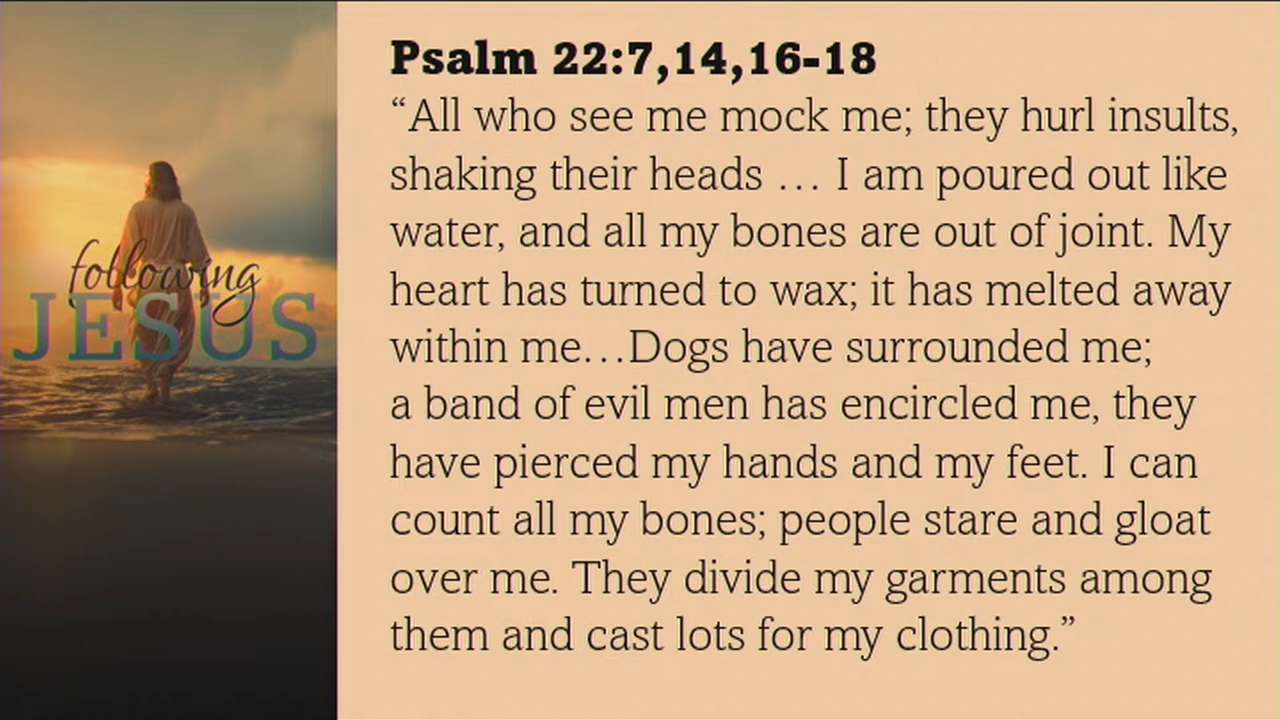 following
JESUS
Psalm 22:7,14,16-18
“All who see me mock me; they hurl insults,
shaking their heads … I am poured out like
water, and all my bones are out of joint. My
heart has turned to wax; it has melted away
within me…Dogs have surrounded me;
a band of evil men has encircled me, they
have pierced my hands and my feet. I can
count all my bones; people stare and gloat
over me. They divide my garments among
them and cast lots for my clothing.”